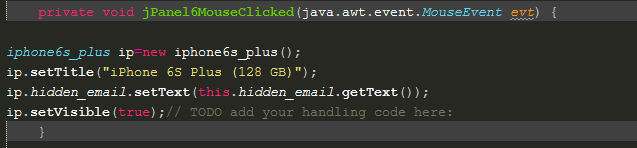 private void jPanel6MouseClicked(java.awt.event.MouseEvent evt) {
iphone6s_plus ip=new iphone6s_plus();
ip.setTitle("iPhone 6S Plus (128 GB)");
ip.hidden_email.setText(this.hidden_email.getText());
ip.setVisible(true);// TODO add your handling code here:
}